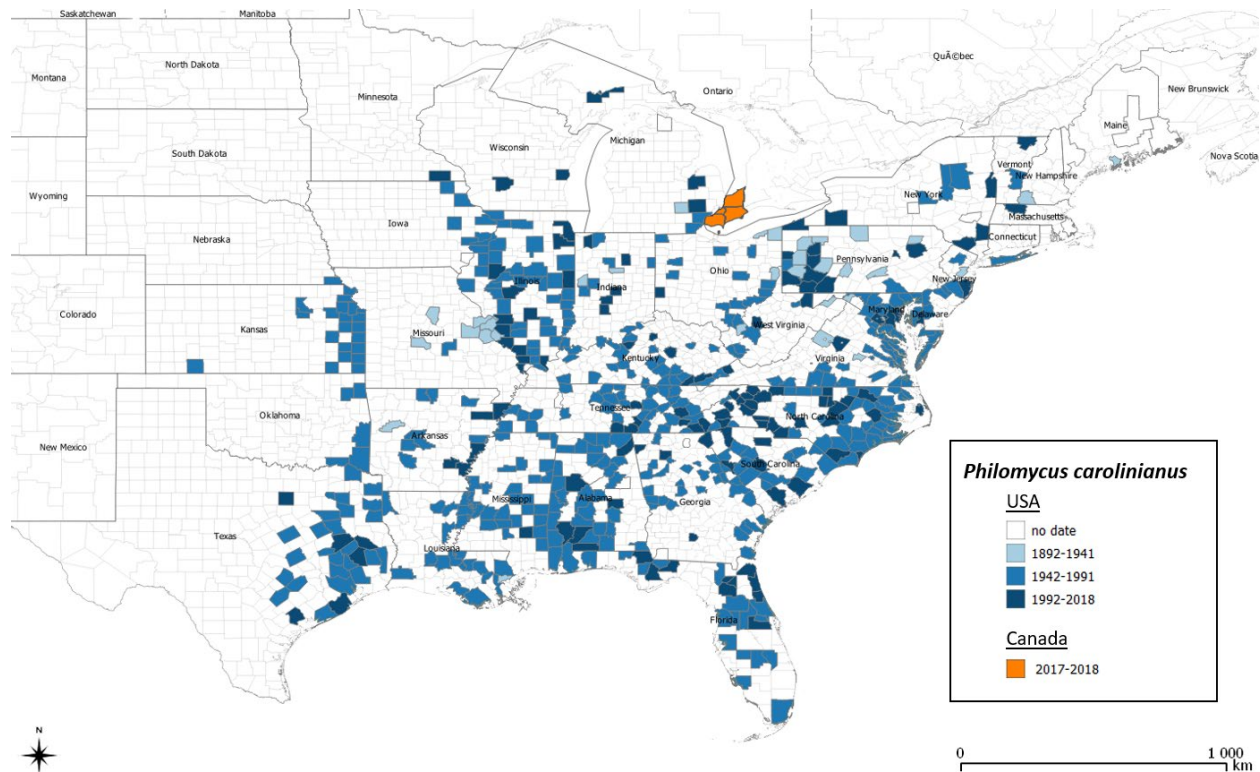 Saskatchewan
Manitoba
Montana
North Dakota
Minnesota
Ontario
QuÃ©bec
New Brunswick
Maine
Nova Scotia
South Dakota
Wisconsin
Michigan
Vermont
New Hampshire
Wyoming
New York
Massachusetts
Connecticut
Iowa
Nebraska
Pennsylvania
Ohio
New Jersey
Illinois
Indiana
Colorado
Kansas
Missouri
Maryland
Delaware
West Virginia
Virginia
Kentucky
Oklahoma
Tennessee
North Carolina
New Mexico
Arkansas
South Carolina
Mississippi
Alabama
Georgia
Texas
Louisiana
Florida
Philomycus carolinianus
USA
no date
1892-1941
1942-1991
1992-2018
Canada
2017-2018
N
0 1 000
km